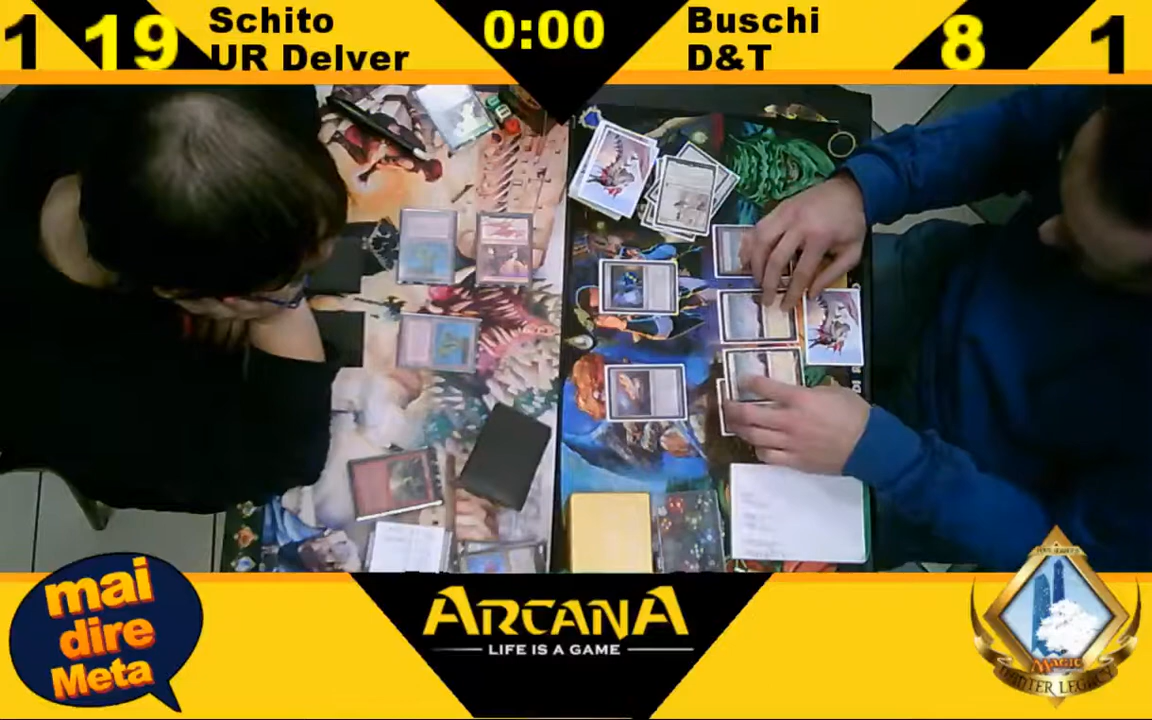 1 19 Schito
UR Delver
0:00
Buschi
D&T
8 1
mai
dire
Meta
ARCANA
LIFE IS A GAME
MAGIC
WINTER LEGACY